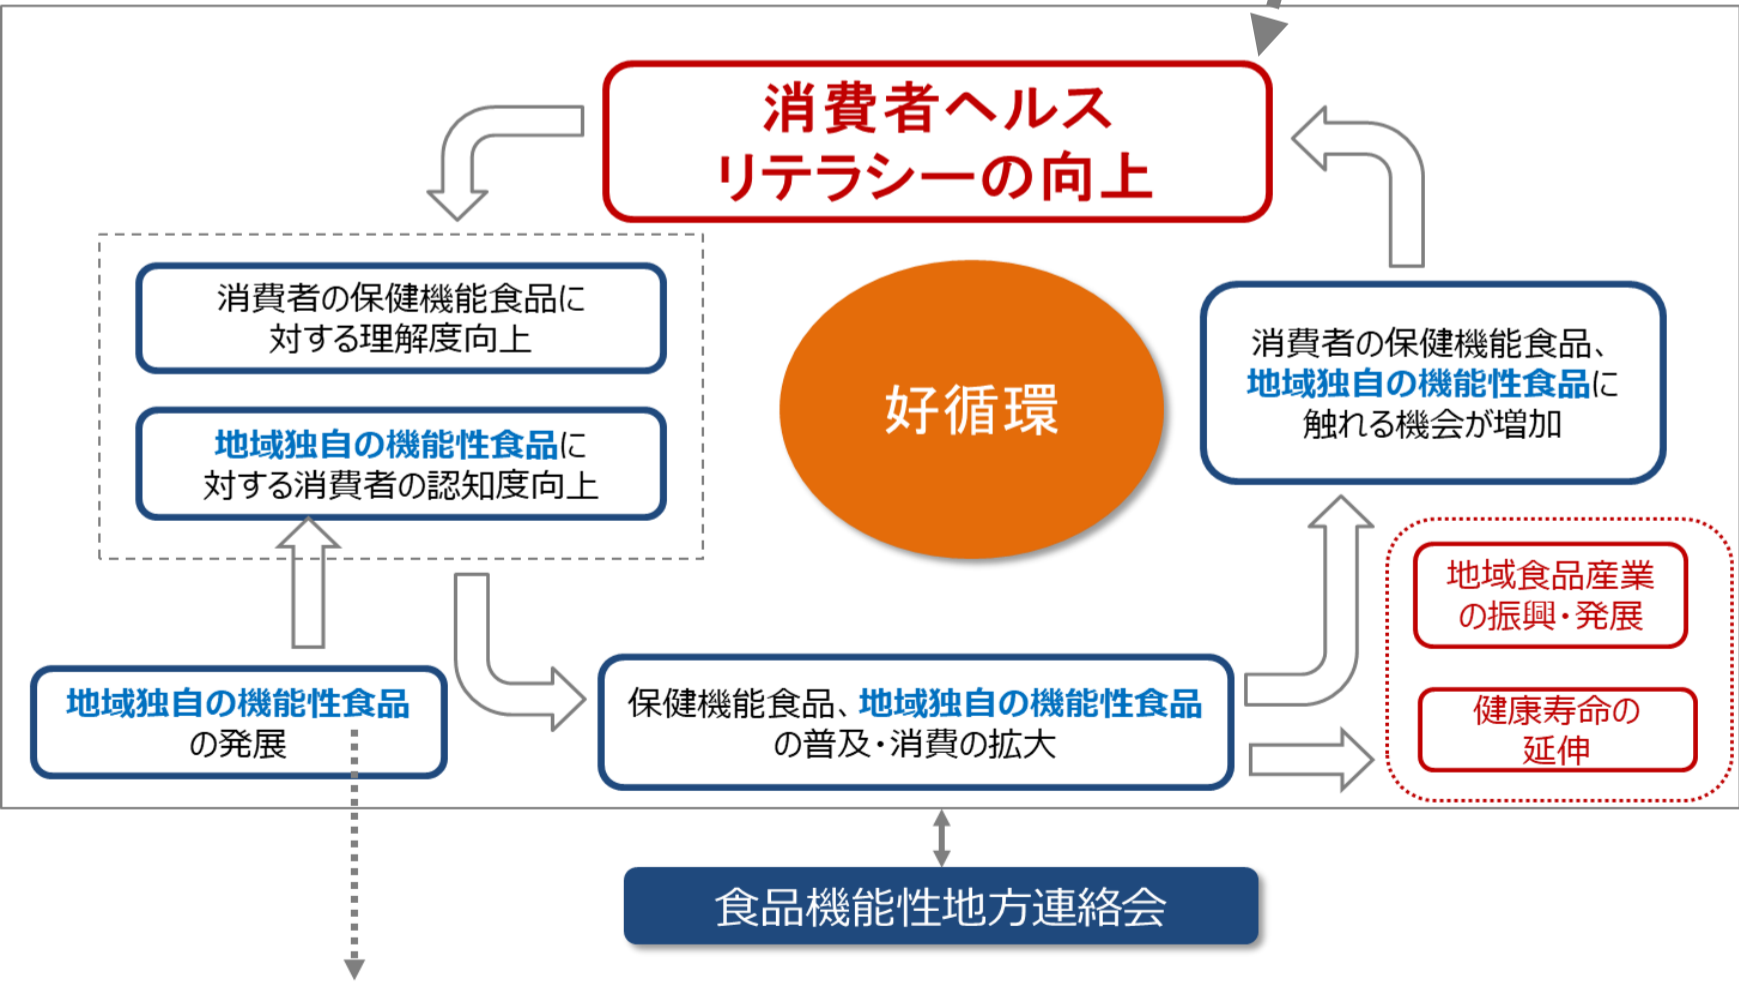 消費者ヘルス
リテラシーの向上
消費者の保健機能食品に
対する理解度向上
地域独自の機能性食品に
対する消費者の認知度向上
好循環
消費者の保健機能食品、
地域独自の機能性食品に
触れる機会が増加
地域食品産業
の振興・発展
健康寿命の
延伸
地域独自の機能性食品
の発展
保健機能食品、地域独自の機能性食品
の普及・消費の拡大
食品機能性地方連絡会